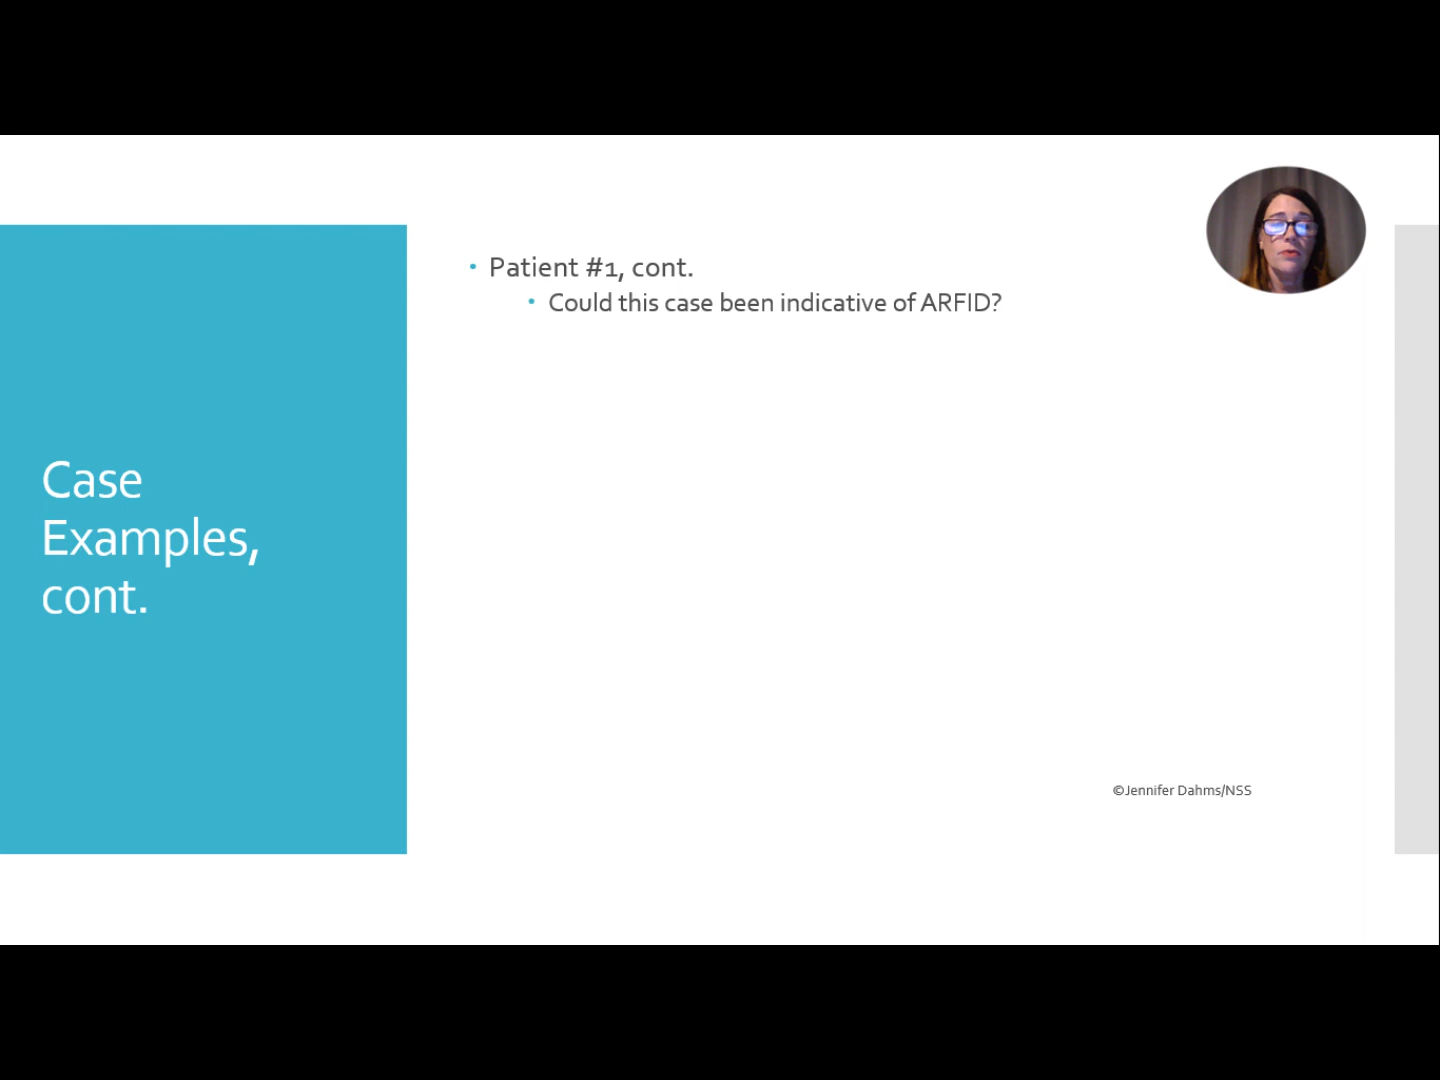 Case
Examples,
cont.
• Patient #1, cont.
• Could this case been indicative of ARFID?
©Jennifer Dahms/NSS